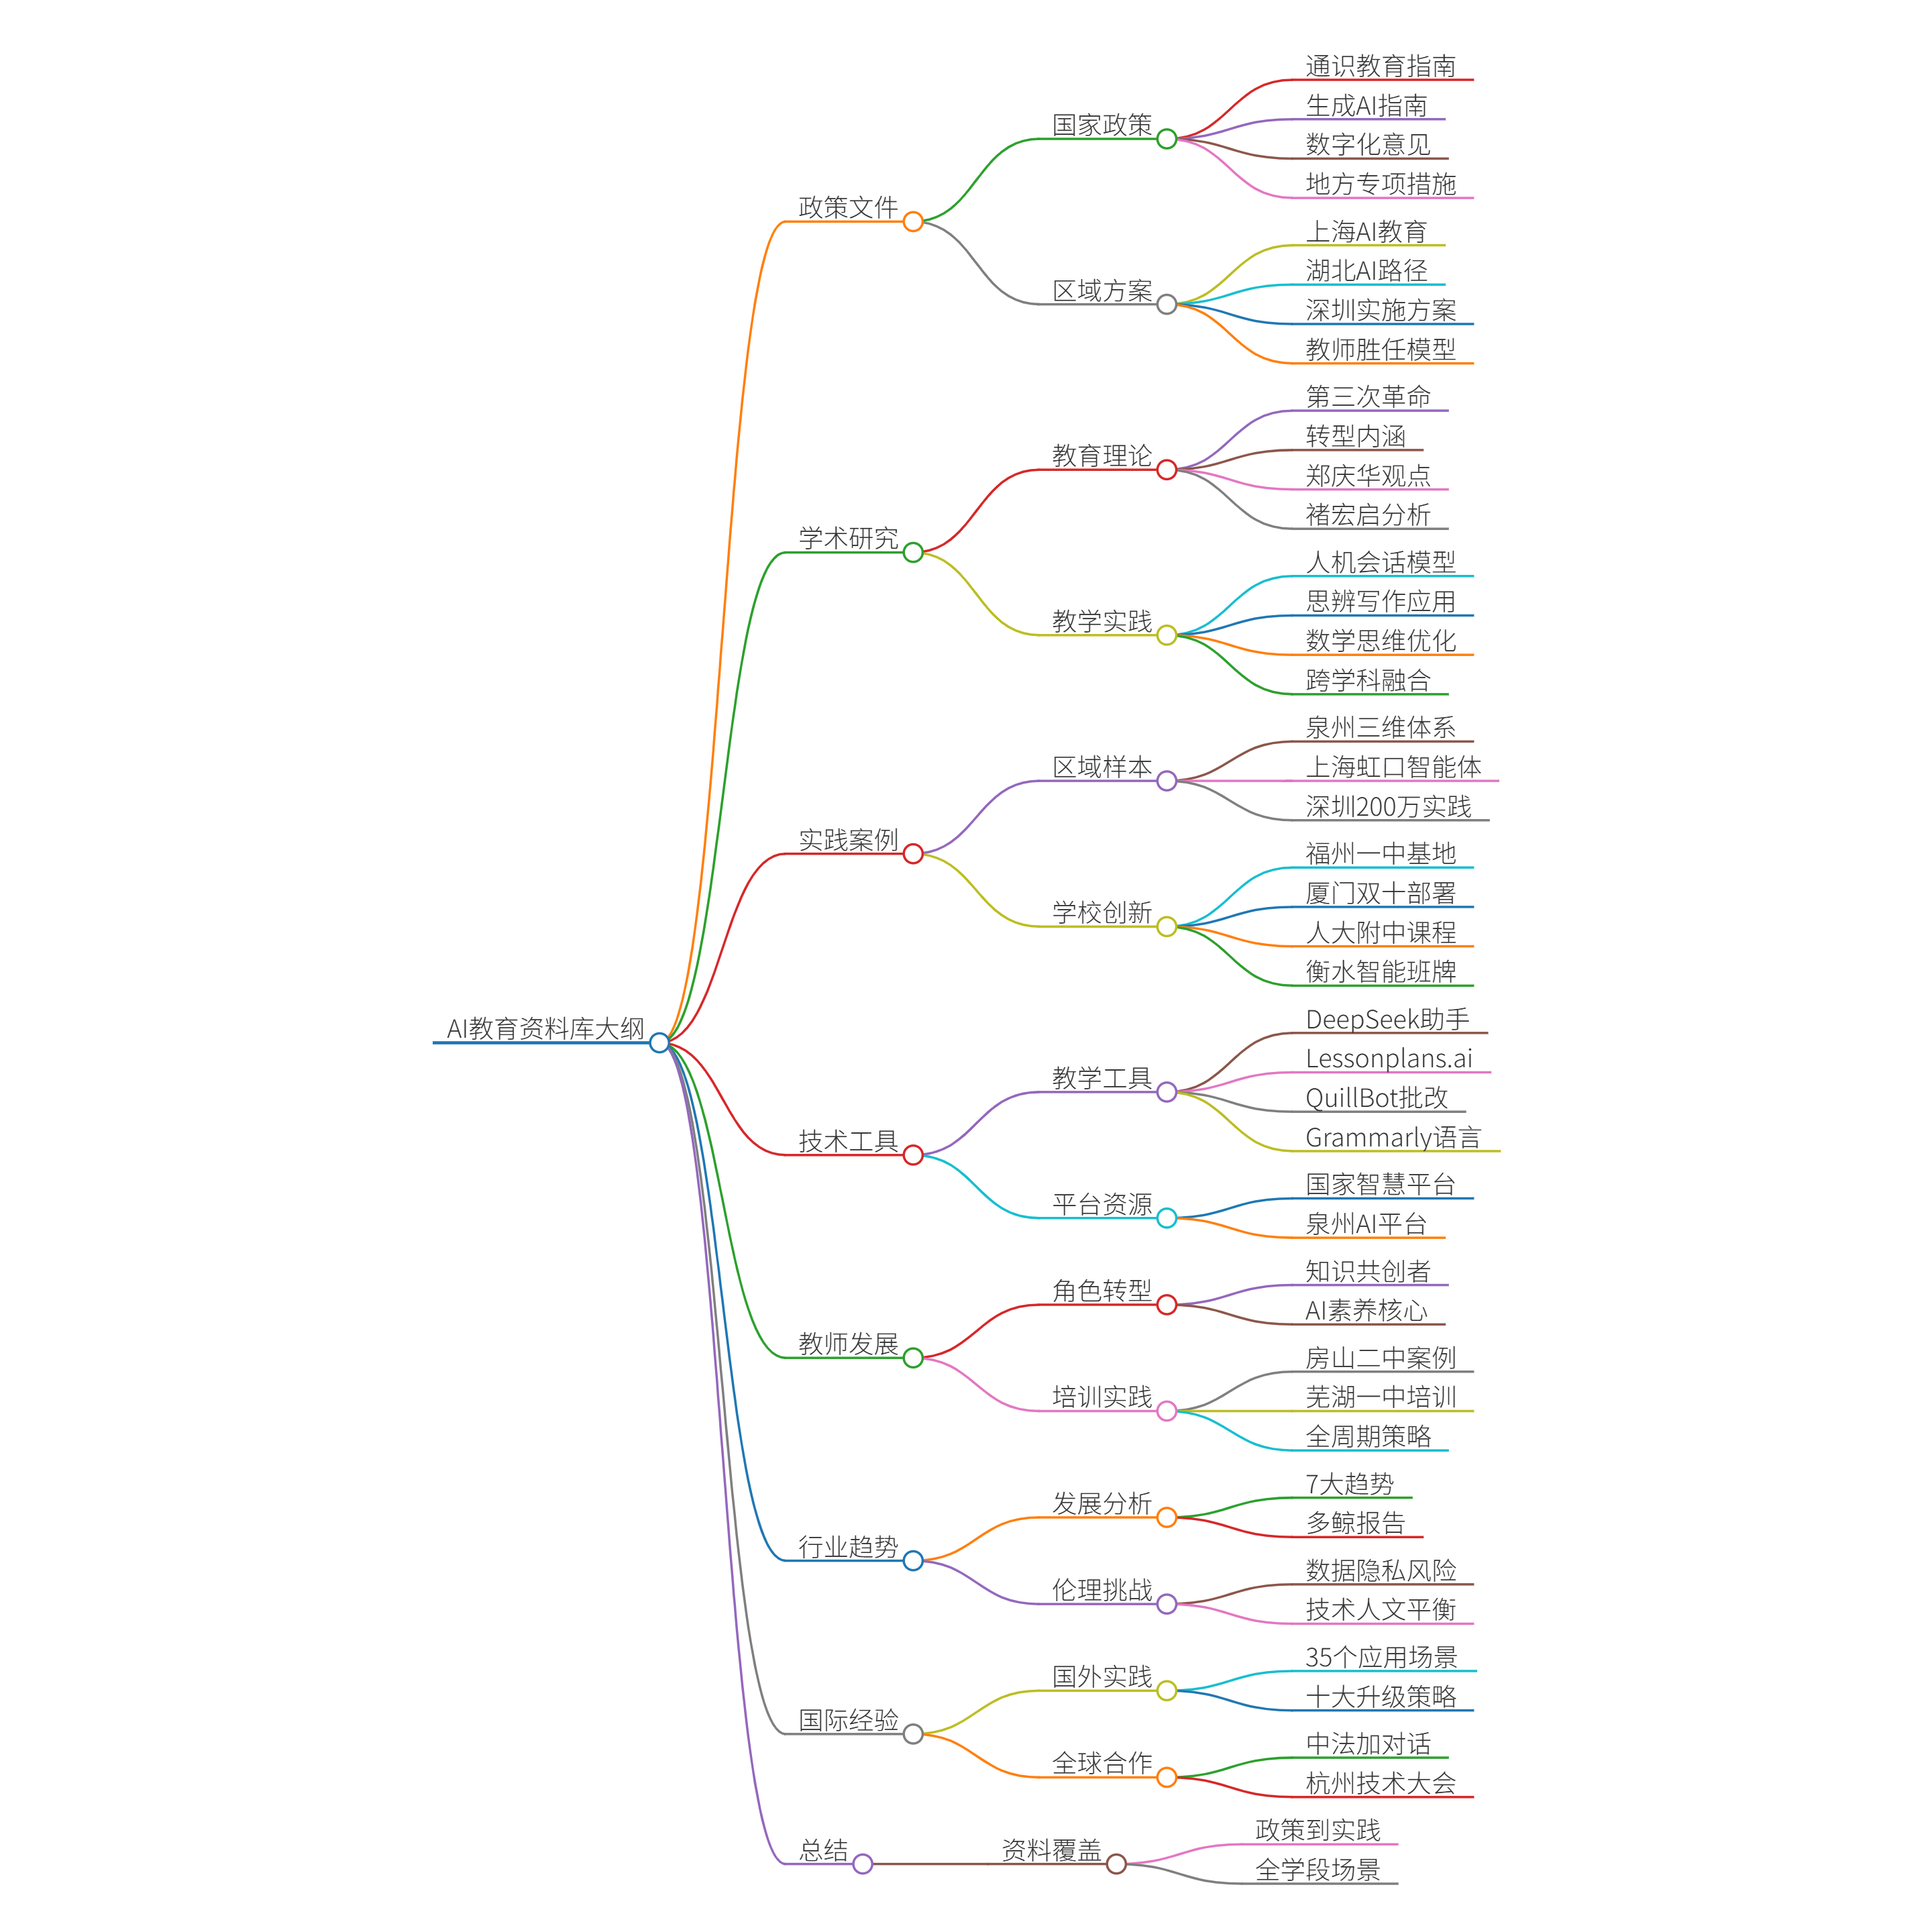 AI教育资料库大纲
政策文件
国家政策
通识教育指南
生成AI指南
数字化意见
地方专项措施
区域方案
上海AI教育
湖北AI路径
深圳实施方案
教师胜任模型
学术研究
教育理论
第三次革命
转型内涵
郑庆华观点
褚宏启分析
教学实践
人机会话模型
思辨写作应用
数学思维优化
跨学科融合
实践案例
区域样本
泉州三维体系
上海虹口智能体
深圳200万实践
学校创新
福州一中基地
厦门双十部署
人大附中课程
衡水智能班牌
技术工具
教学工具
DeepSeek助手
Lessonplans.ai
QuillBot批改
Grammarly语言
平台资源
国家智慧平台
泉州AI平台
教师发展
角色转型
知识共创者
AI素养核心
培训实践
房山二中案例
芜湖一中培训
全周期策略
行业趋势
发展分析
7大趋势
多鲸报告
伦理挑战
数据隐私风险
技术人文平衡
国际经验
国外实践
35个应用场景
十大升级策略
全球合作
中法加对话
杭州技术大会
总结
资料覆盖
政策到实践
全学段场景